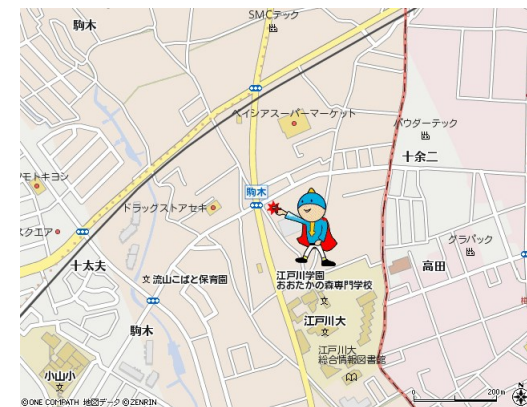 SMCテック
駒木
ベイシアスーパーマーケット
パウダーテック
十余二
モトキヨシ
駒木
ドラッグストアセキ
スクエア
グラパック
十太夫
高田
流山こばと保育園
江戸川学園
おおたかの森専門学校
駒木
江戸川大
江戸川大
総合情報図書館
小山小
0
200m
©ONE COMPATH 地図データ ©ZENRIN